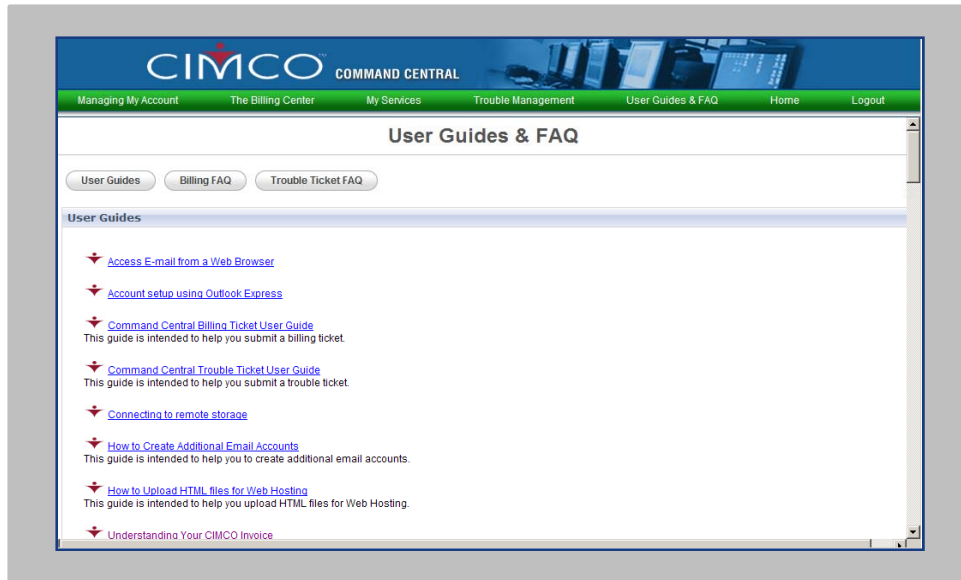 CIMCO™ COMMAND CENTRAL
Managing My Account The Billing Center My Services Trouble Management User Guides & FAQ Home Logout
User Guides & FAQ
User Guides Billing FAQ Trouble Ticket FAQ
User Guides
Access E-mail from a Web Browser
Account setup using Outlook Express
Command Central Billing Ticket User Guide
This guide is intended to help you submit a billing ticket.
Command Central Trouble Ticket User Guide
This guide is intended to help you submit a trouble ticket.
Connecting to remote storage
How to Create Additional Email Accounts
This guide is intended to help you to create additional email accounts.
How to Upload HTML files for Web Hosting
This guide is intended to help you upload HTML files for Web Hosting.
Understanding Your CIMCO Invoice